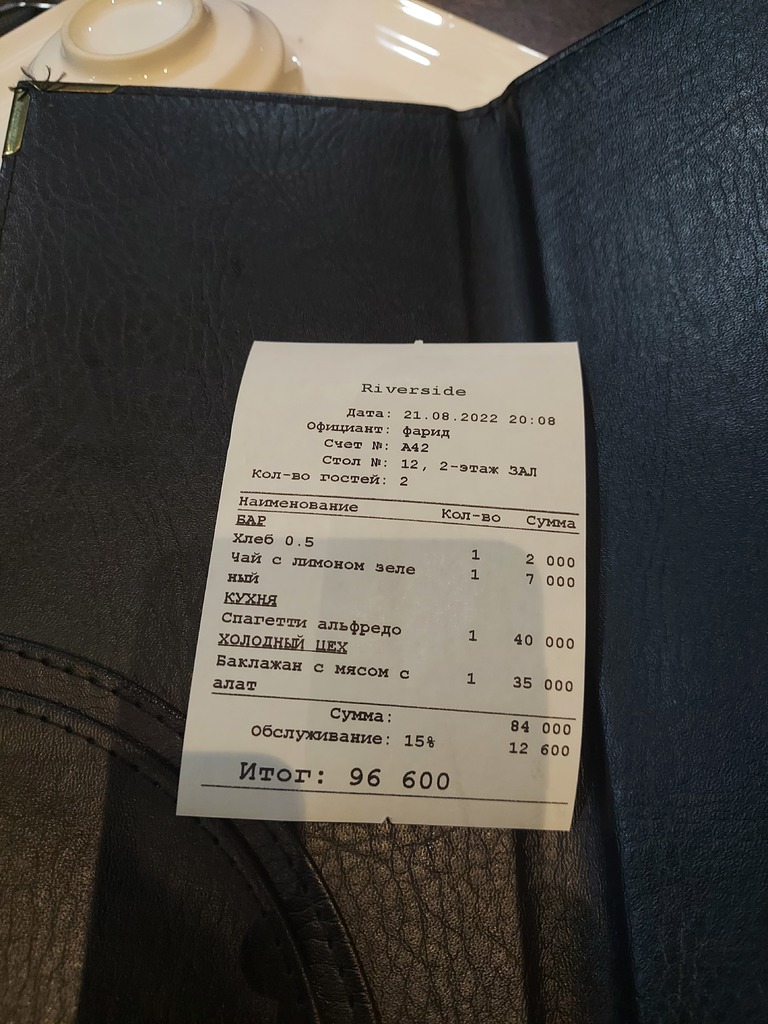 Riverside
Дата: 21.08.2022 20:08
Официант: фарид
Счет №: A42
Стол №: 12, 2-этаж ЗАЛ
Кол-во гостей: 2
Наименование Кол-во Сумма
БАР
Хлеб 0.5 1 2 000
Чай с лимоном зеле 1 7 000
ный
КУХНЯ
Спагетти альфредо 1 40 000
ХОЛОДНЫЙ ЦЕХ
Баклажан с мясом с 1 35 000
алат
Сумма: 84 000
Обслуживание: 15% 12 600
Итог: 96 600